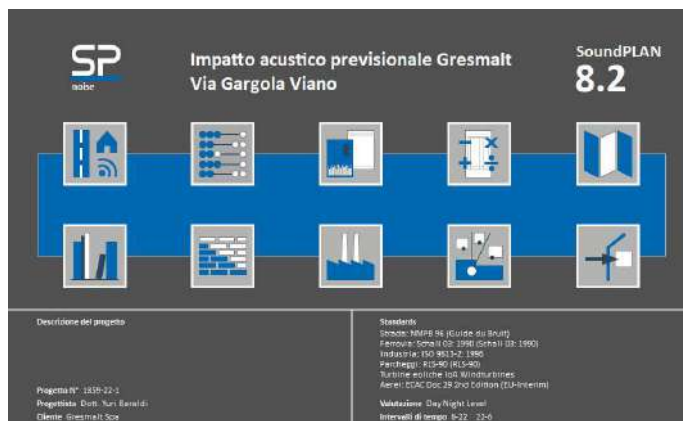 SP
noise
Impatto acustico previsionale Gresmalt
Via Gargola Viano
SoundPLAN
8.2
Descrizione del progetto
Progetto N° 1859-22-1
Progettista Dott. Yuri Baraldi
Cliente Gresmalt Spa
Standards
Strada: NMPB 96 (Guide du Bruit)
Ferrovia: Schall 03: 1990 (Schall 03: 1990)
Industria: ISO 9613-2: 1996
Parcheggi: RLS-90 (RLS-90)
Turbine eoliche IoA Windturbines
Aerei: ECAC Doc 29 2nd Edition (EU-Interim)
Valutazione Day Night Level
Intervalli di tempo 6-22 22-6